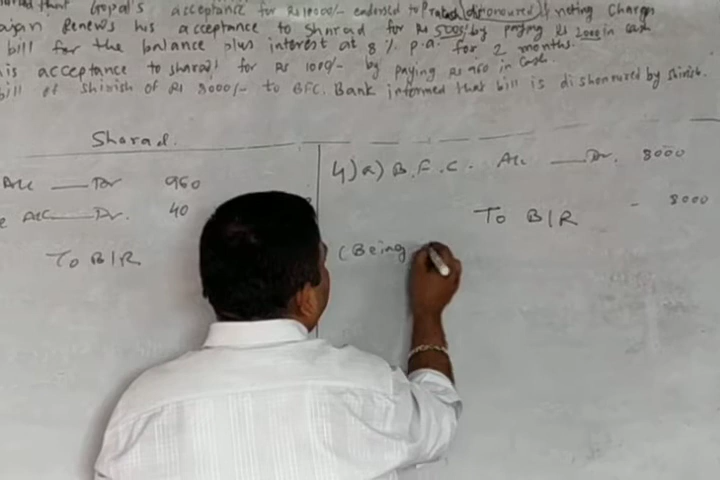 that Gopal's acceptance for Rs 10000/- endorsed to dishonoured noting charges
Renews his acceptance to Sharad for Rs 5000/- by paying Rs 2000 in cash
bill for the balance plus interest at 8 % p.a. for 2 months.
his acceptance to sharad for Rs 1000/- by paying Rs 960 in Cash.
bill of Shirish of Rs 8000/- to BFC. Bank informed that bill is dishonoured by Shirish.
Sharad.
A/c Dr 960
A/c Dr. 40
To B/R
4) a) B.F.C. A/c Dr. 8000
To B/R - 8000
(Being